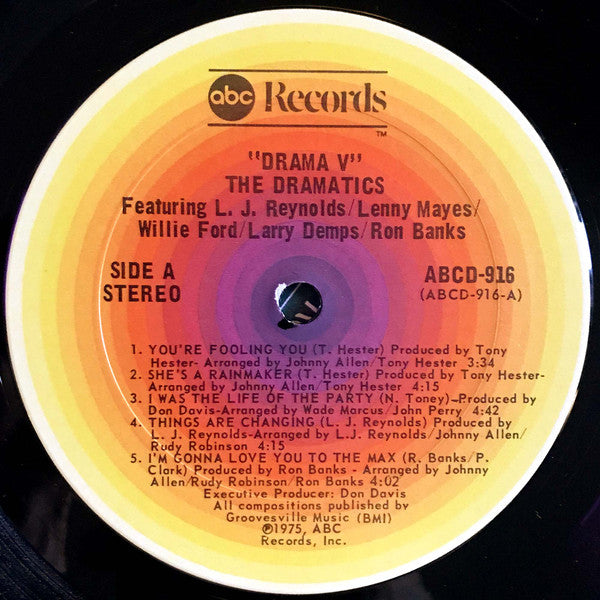 abc Records
TM
"DRAMA V"
THE DRAMATICS
Featuring L. J. Reynolds/Lenny Mayes/
Willie Ford/Larry Demps/Ron Banks
SIDE A
STEREO
ABCD-916
(ABCD-916-A)
1. YOU'RE FOOLING YOU (T. Hester) Produced by Tony
Hester- Arranged by Johnny Allen/Tony Hester 3:34
2. SHE'S A RAINMAKER (T. Hester) Produced by Tony Hester-
Arranged by Johnny Allen/Tony Hester 4:15
3. I WAS THE LIFE OF THE PARTY (N. Toney)-Produced by
Don Davis-Arranged by Wade Marcus/John Perry 4:42
4. THINGS ARE CHANGING (L. J. Reynolds) Produced by
L. J. Reynolds-Arranged by L.J. Reynolds/Johnny Allen/
Rudy Robinson 4:15
5. I'M GONNA LOVE YOU TO THE MAX (R. Banks/P.
Clark) Produced by Ron Banks - Arranged by Johnny
Allen/Rudy Robinson/Ron Banks 4:02
Executive Producer: Don Davis
All compositions published by
Groovesville Music (BMI)
℗1975, ABC
Records, Inc.